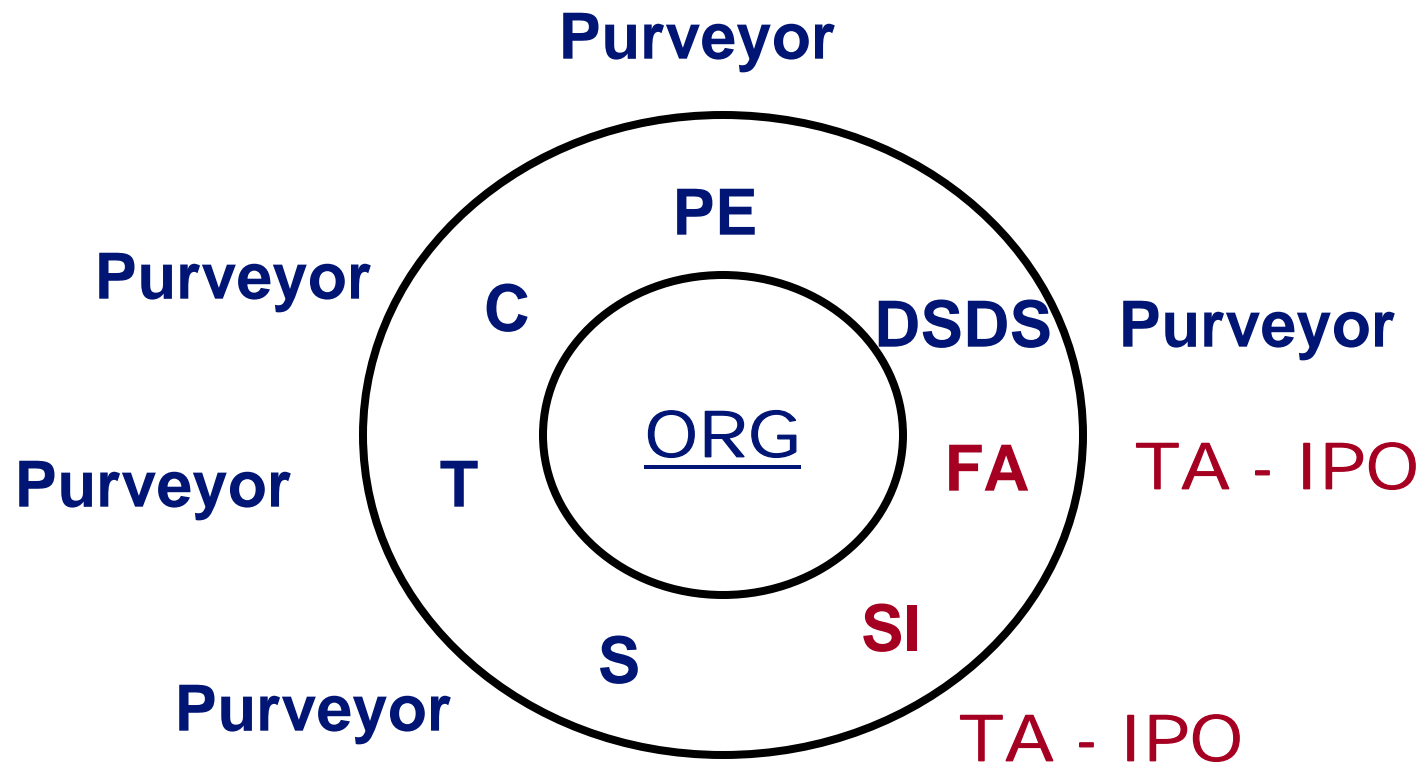 Purveyor
PE
Purveyor
C
DSDS
Purveyor
ORG
FA
TA - IPO
Purveyor
T
SI
S
Purveyor
TA - IPO